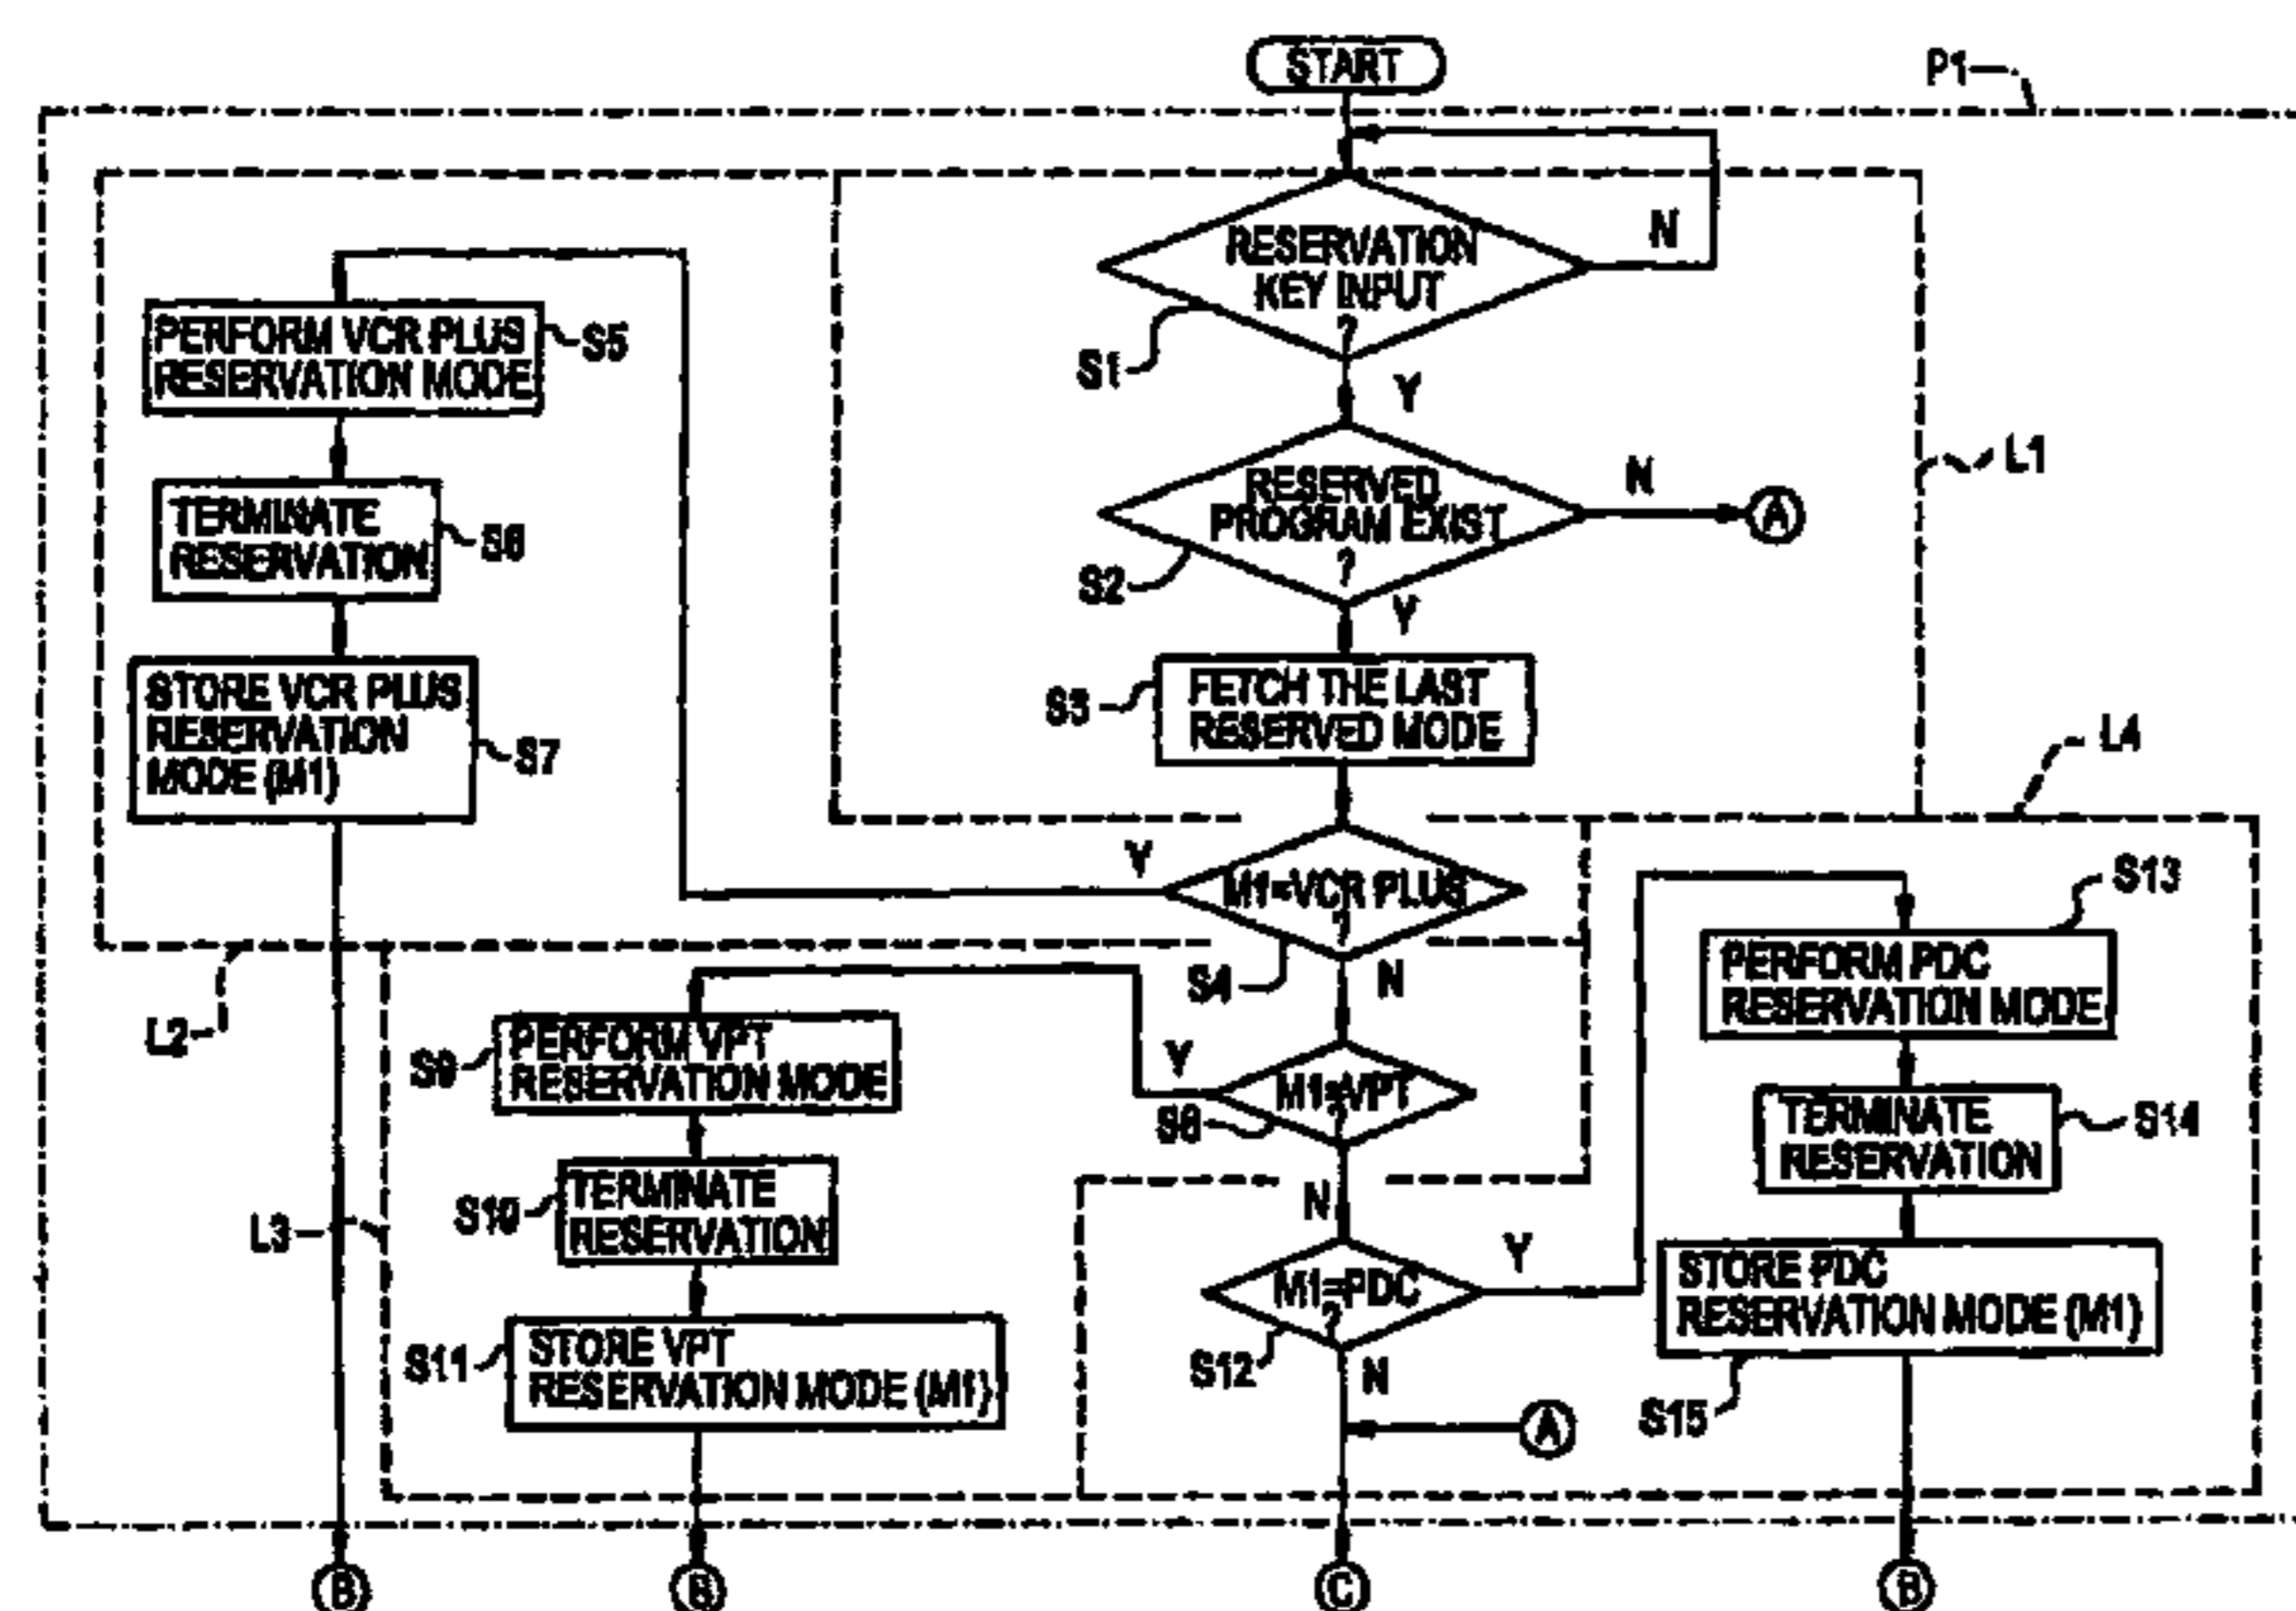 START
P1
RESERVATION
KEY INPUT
?
N
S1
Y
RESERVED
PROGRAM EXIST
?
N
A
S2
Y
L1
S3
FETCH THE LAST
RESERVED MODE
L4
PERFORM VCR PLUS
RESERVATION MODE
S5
TERMINATE
RESERVATION
S6
STORE VCR PLUS
RESERVATION
MODE (M1)
S7
Y
M1=VCR PLUS
?
S4
N
L2
S9
PERFORM VPT
RESERVATION MODE
Y
M1=VPT
?
S8
N
S10
TERMINATE
RESERVATION
L3
S11
STORE VPT
RESERVATION MODE (M1)
M1=PDC
?
Y
S12
N
A
S13
PERFORM PDC
RESERVATION MODE
TERMINATE
RESERVATION
S14
STORE PDC
RESERVATION MODE (M1)
S15
B
B
C
B